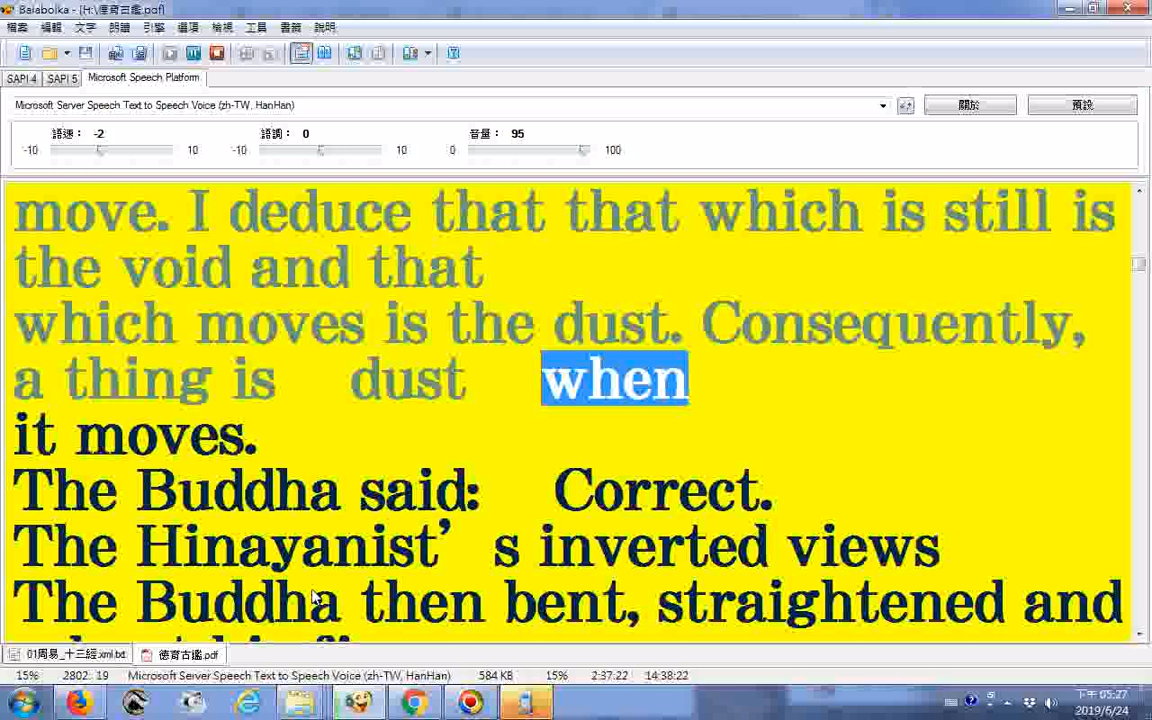 Balabolka - [H:\德育古鑑.pdf]
檔案 編輯 文字 朗讀 引擎 選項 檢視 工具 書籤 說明
SAPI 4 SAPI 5 Microsoft Speech Platform
Microsoft Server Speech Text to Speech Voice (zh-TW, HanHan) 關於 預設
語速： -2 語調： 0 音量： 95
-10 10 -10 10 0 100
move. I deduce that that which is still is
the void and that
which moves is the dust. Consequently,
a thing is dust when
it moves.
The Buddha said: Correct.
The Hinayanist’s inverted views
The Buddha then bent, straightened and
01周易_十三經.xml.txt 德育古鑑.pdf
15% 2802: 19 Microsoft Server Speech Text to Speech Voice (zh-TW, HanHan) 584 KB 15% 2:37:22 14:38:22
下午 05:27
2019/6/24